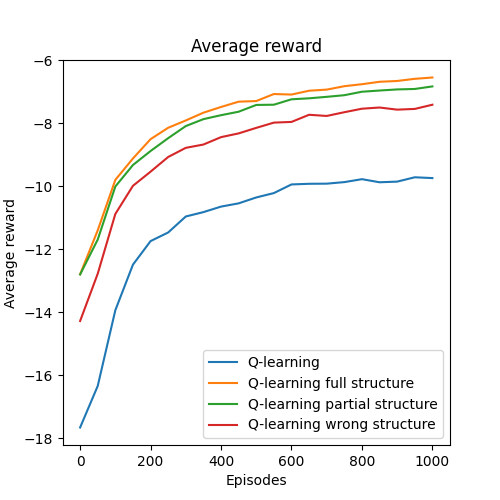 Average reward
−6
−8
−10
−12
−14
−16
−18
Average reward
Q-learning
Q-learning full structure
Q-learning partial structure
Q-learning wrong structure
0
200
400
600
800
1000
Episodes